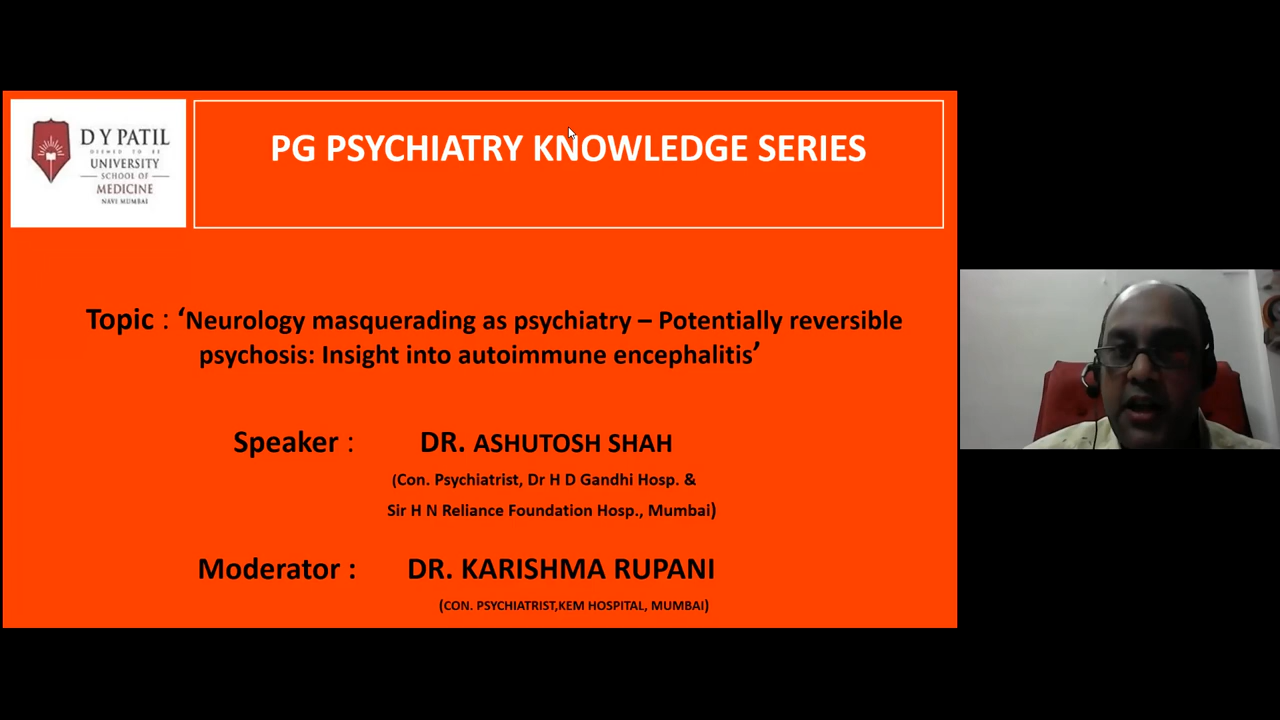 D Y PATIL
DEEMED TO BE
UNIVERSITY
SCHOOL OF
MEDICINE
NAVI MUMBAI
PG PSYCHIATRY KNOWLEDGE SERIES
Topic : ‘Neurology masquerading as psychiatry – Potentially reversible
psychosis: Insight into autoimmune encephalitis’
Speaker : DR. ASHUTOSH SHAH
(Con. Psychiatrist, Dr H D Gandhi Hosp. &
Sir H N Reliance Foundation Hosp., Mumbai)
Moderator : DR. KARISHMA RUPANI
(CON. PSYCHIATRIST,KEM HOSPITAL, MUMBAI)